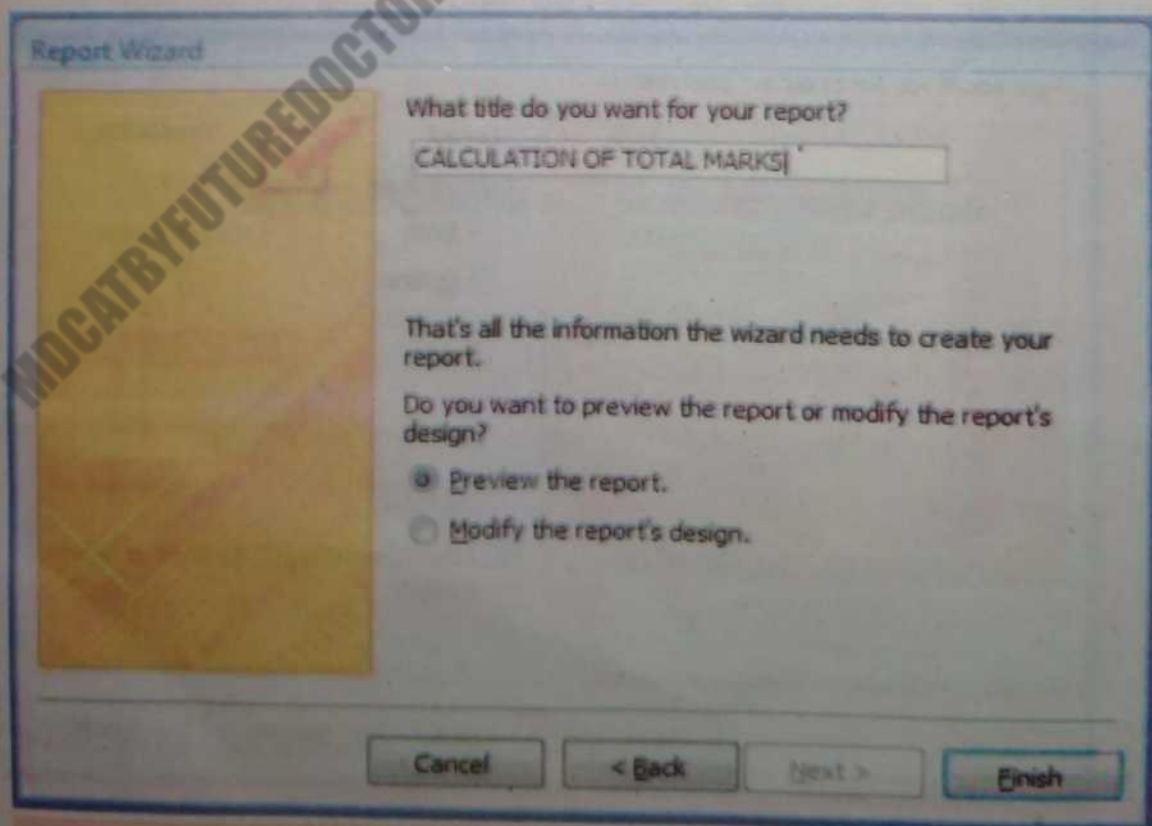 Report Wizard
What title do you want for your report?
CALCULATION OF TOTAL MARKS
That's all the information the wizard needs to create your
report.
Do you want to preview the report or modify the report's
design?
Preview the report.
Modify the report's design.
Cancel
< Back
Next >
Finish
MDCATBYFUTUREDOCTOR